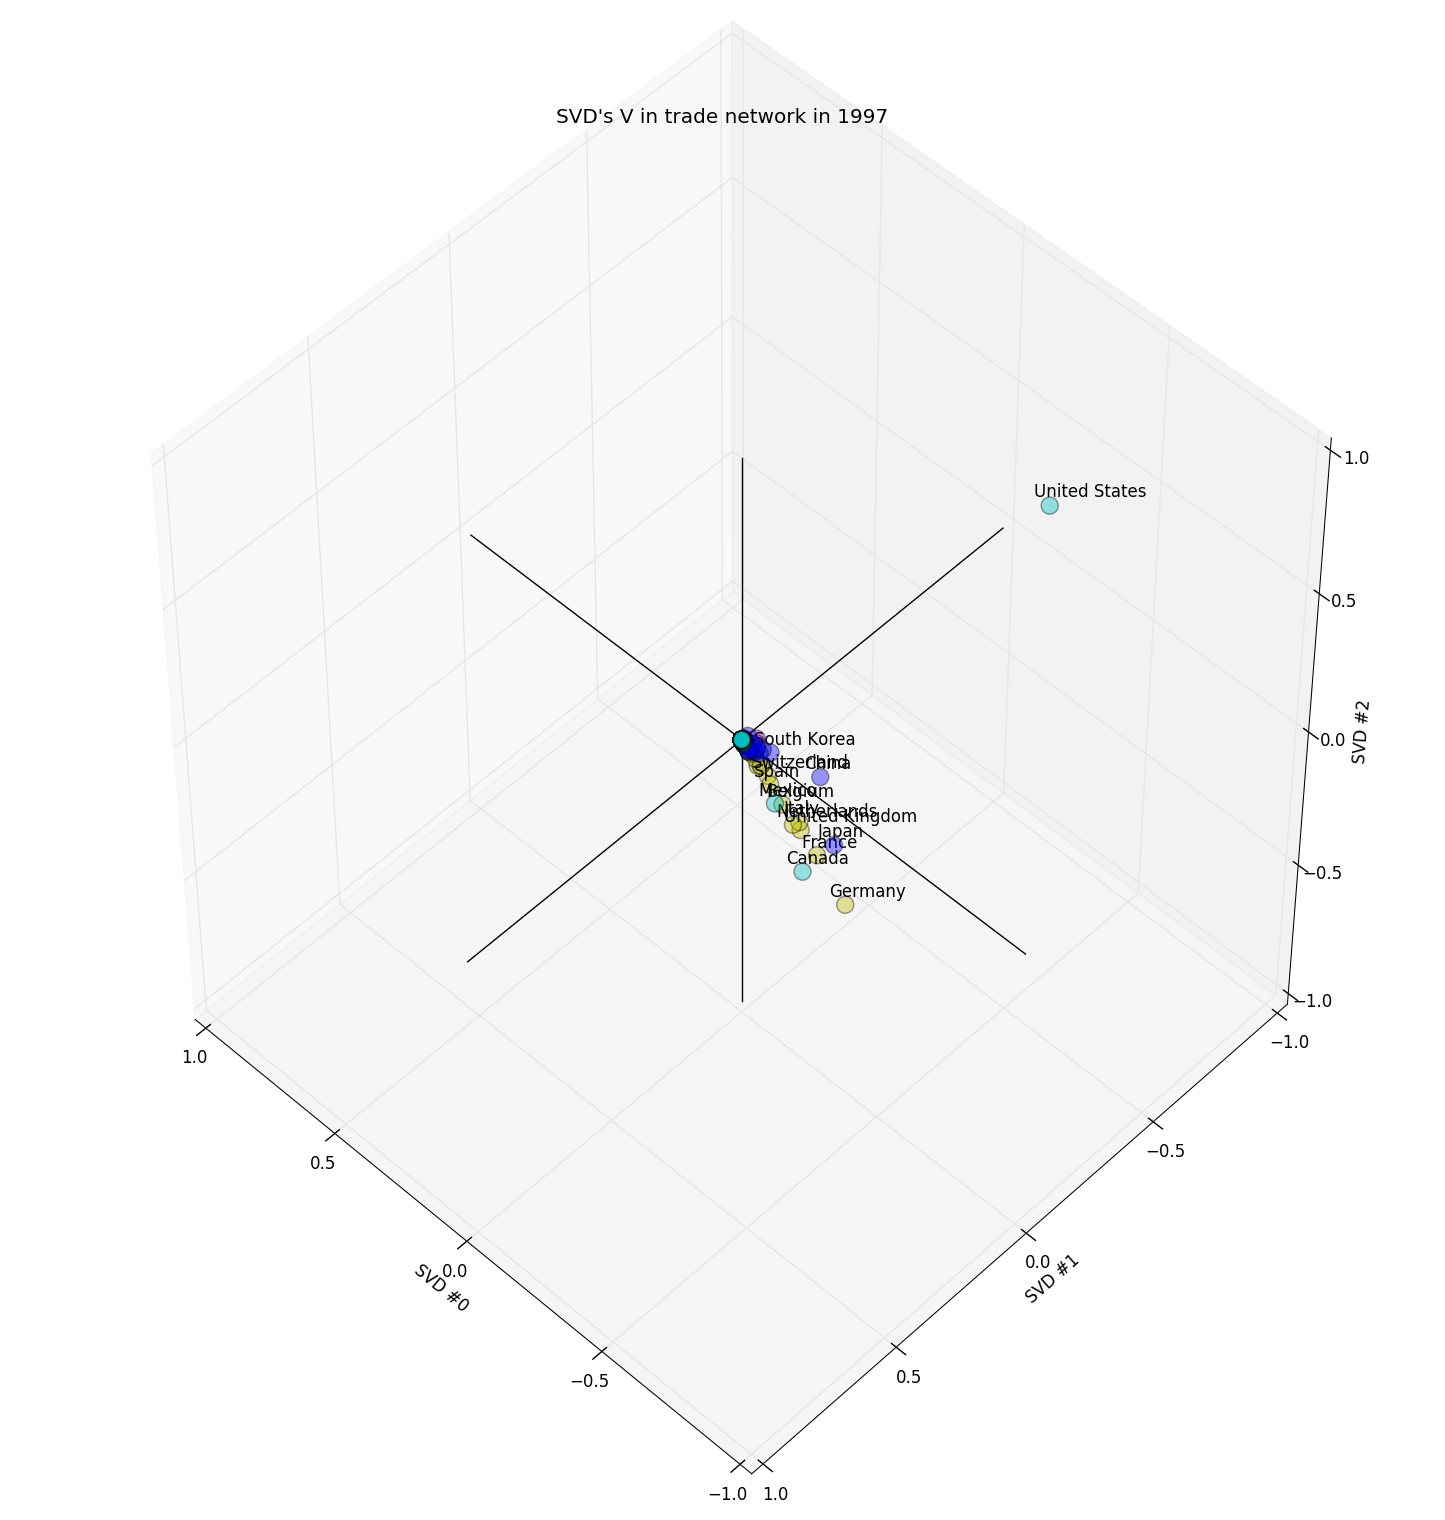 SVD's V in trade network in 1997
1.0
United States
0.5
SVD #2
South Korea
0.0
Switzerland
China
Spain
Mexico
Belgium
Italy
Netherlands
United Kingdom
Japan
France
Canada
−0.5
Germany
−1.0
−1.0
1.0
−0.5
0.5
0.0
SVD #1
0.0
SVD #0
0.5
−0.5
−1.0
1.0